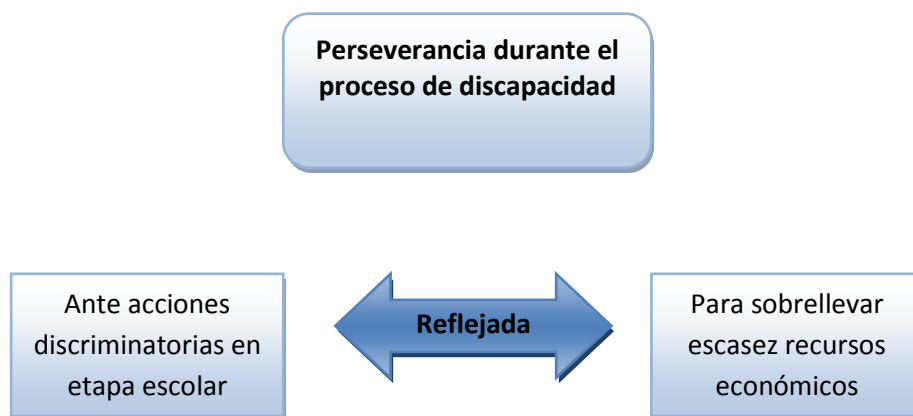 Perseverancia durante el
proceso de discapacidad
Ante acciones
discriminatorias en
etapa escolar
Reflejada
Para sobrellevar
escasez recursos
económicos